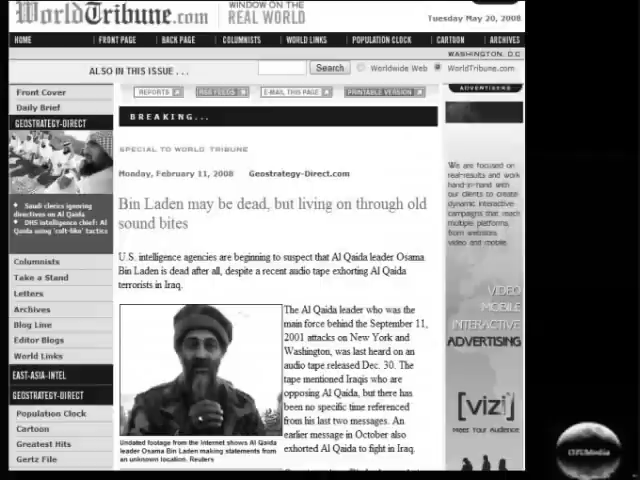 WorldTribune.com
WINDOW ON THE
REAL WORLD
Tuesday May 20, 2008
HOME | FRONT PAGE | BACK PAGE | COLUMNISTS | WORLD LINKS | POPULATION CLOCK | CARTOON | ARCHIVES
WASHINGTON, D.C
ALSO IN THIS ISSUE . . . Search Worldwide Web WorldTribune.com
Front Cover
Daily Brief
GEOSTRATEGY-DIRECT
Saudi clerics ignoring
directives on Al Qaida
DHS intelligence chief: Al
Qaida using 'cult-like' tactics
Columnists
Take a Stand
Letters
Archives
Blog Line
Editor Blogs
World Links
EAST-ASIA-INTEL
GEOSTRATEGY-DIRECT
Population Clock
Cartoon
Greatest Hits
Gertz File
REPORTS RSS FEEDS E-MAIL THIS PAGE PRINTABLE VERSION
BREAKING...
SPECIAL TO WORLD TRIBUNE
Monday, February 11, 2008 Geostrategy-Direct.com
Bin Laden may be dead, but living on through old
sound bites
U.S. intelligence agencies are beginning to suspect that Al Qaida leader Osama
Bin Laden is dead after all, despite a recent audio tape exhorting Al Qaida
terrorists in Iraq.
The Al Qaida leader who was the
main force behind the September 11,
2001 attacks on New York and
Washington, was last heard on an
audio tape released Dec. 30. The
tape mentioned Iraqis who are
opposing Al Qaida, but there has
been no specific time referenced
from his last two messages. An
earlier message in October also
exhorted Al Qaida to fight in Iraq.
Undated footage from the Internet shows Al Qaida
leader Osama Bin Laden making statements from
an unknown location. Reuters
ADVERTISERS
We are focused on
real-results and work
hand-in-hand with
our clients to create
dynamic interactive
campaigns that reach
multiple platforms,
from websites,
video and mobile.
VIDEO
MOBILE
INTERACTIVE
ADVERTISING
[vizi]
Meet Your Audience